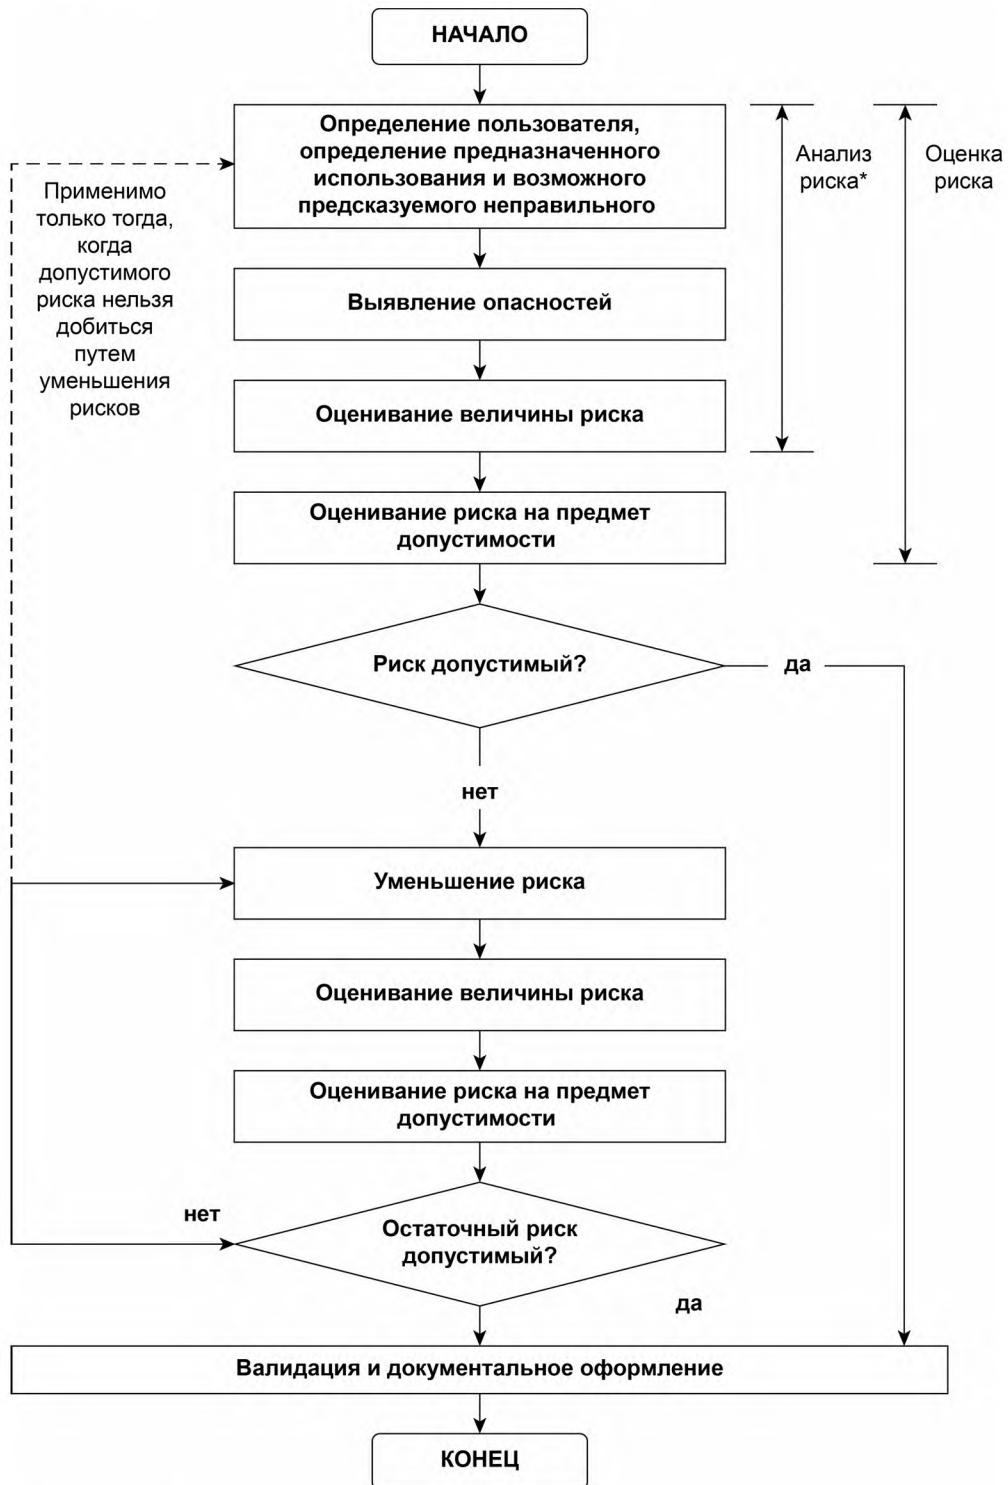 НАЧАЛО
Определение пользователя,
определение предназначенного
использования и возможного
предсказуемого неправильного
Анализ
риска*
Оценка
риска
Применимо
только тогда,
когда
допустимого
риска нельзя
добиться
путем
уменьшения
рисков
Выявление опасностей
Оценивание величины риска
Оценивание риска на предмет
допустимости
Риск допустимый?
да
нет
Уменьшение риска
Оценивание величины риска
Оценивание риска на предмет
допустимости
нет
Остаточный риск
допустимый?
да
Валидация и документальное оформление
КОНЕЦ